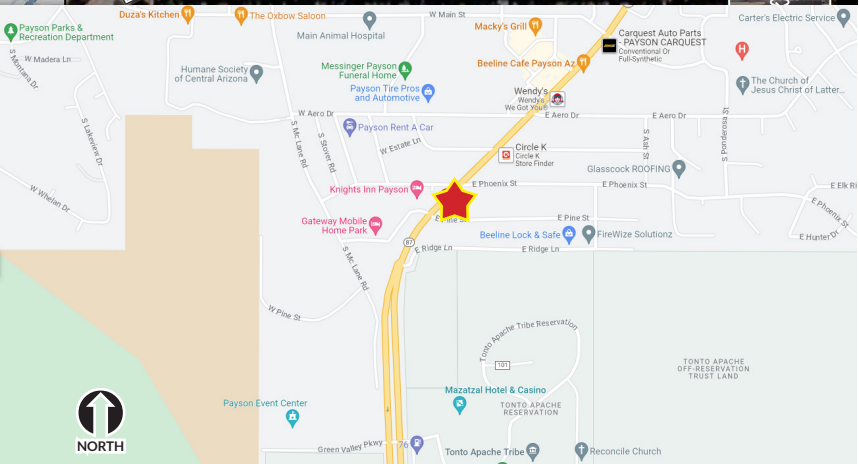 Duza's Kitchen
The Oxbow Saloon
W Main St
Carter's Electric Service
Payson Parks &
Recreation Department
Main Animal Hospital
Macky's Grill
Carquest Auto Parts
- PAYSON CARQUEST
Conventional Or
Full-Synthetic
H
W Madera Ln
S Montana Dr
Humane Society
of Central Arizona
Messinger Payson
Funeral Home
Beeline Cafe Payson Az
The Church of
Jesus Christ of Latter...
Payson Tire Pros
and Automotive
Wendy's
Wendy's
We Got You®
W Aero Dr
E Aero Dr
E Aero Dr
S Lakeview Dr
Payson Rent A Car
S Mc Lane Rd
S Stover Rd
W Estate Ln
Circle K
Circle K
Store Finder
S Ash St
S Ponderosa St
Glasscock ROOFING
W Whelan Dr
Knights Inn Payson
E Phoenix St
E Phoenix St
E Elk Ri
E Phoenix St
Gateway Mobile
Home Park
E Pine St
E Pine St
Beeline Lock & Safe
FireWize Solutionz
E Hunter Dr
87
E Ridge Ln
E Ridge Ln
S Mc Lane Rd
W Pine St
Tonto Apache Tribe Reservation
101
TONTO APACHE
OFF-RESERVATION
TRUST LAND
Mazatzal Hotel & Casino
TONTO APACHE
RESERVATION
Payson Event Center
NORTH
Green Valley Pkwy
76
Tonto Apache Tribe
Reconcile Church